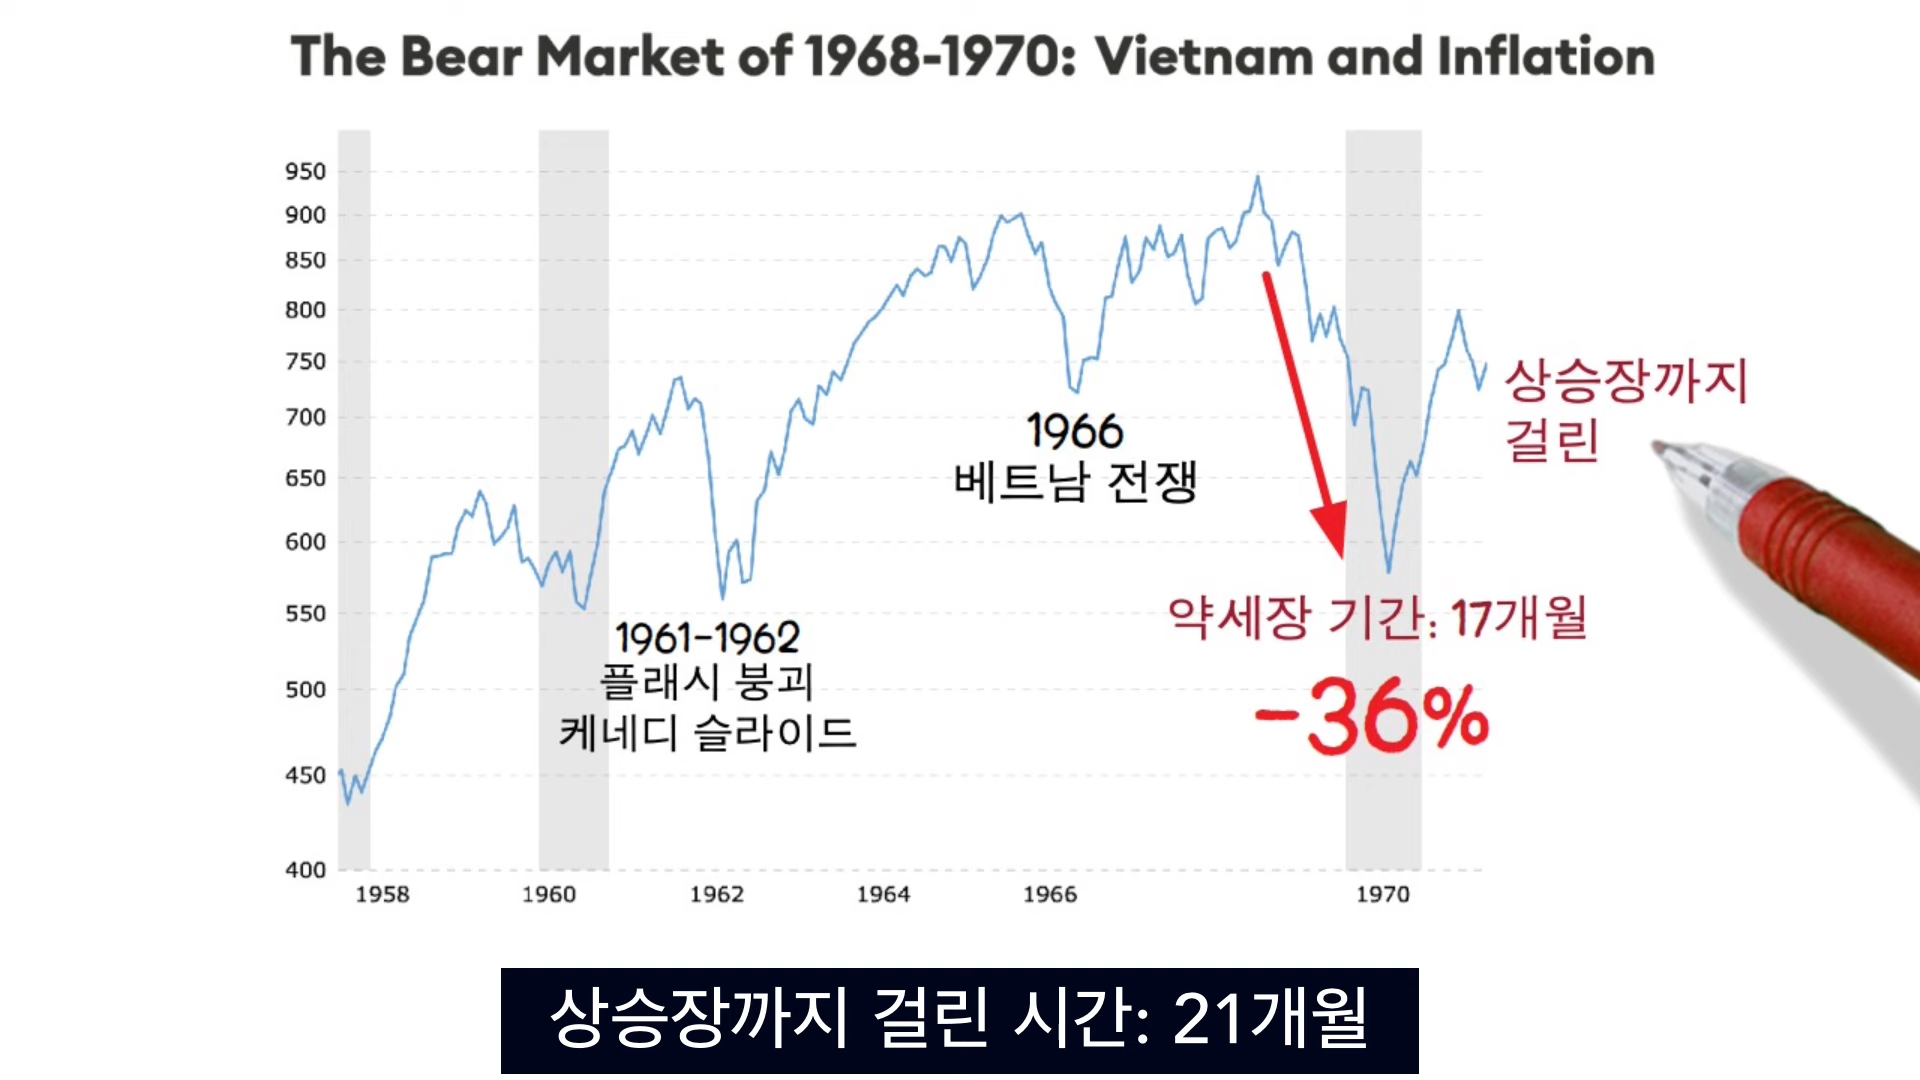 The Bear Market of 1968-1970: Vietnam and Inflation
950
900
850
800
750
700
650
600
550
500
450
400
1958
1960
1962
1964
1966
1970
1961-1962
플래시 붕괴
케네디 슬라이드
1966
베트남 전쟁
약세장 기간: 17개월
-36%
상승장까지
걸린
상승장까지 걸린 시간: 21개월